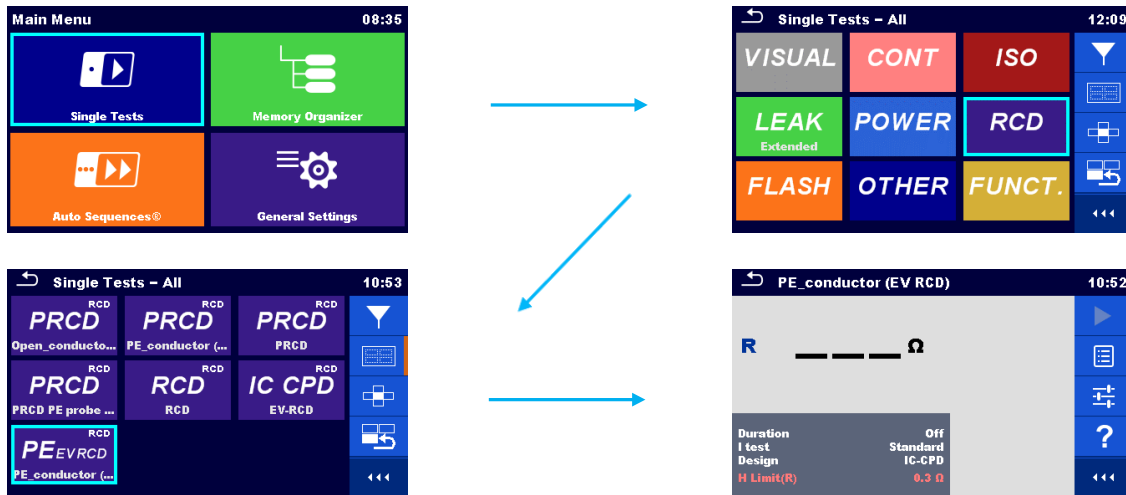 Main Menu 08:35
Single Tests
Memory Organizer
Auto Sequences®
General Settings
Single Tests – All 12:09
VISUAL CONT ISO
LEAK POWER RCD
Extended
FLASH OTHER FUNCT.
Single Tests – All 10:53
RCD RCD RCD
PRCD PRCD PRCD
Open_conducto... PE_conductor (... PRCD
RCD RCD RCD
PRCD RCD IC CPD
PRCD PE probe ... RCD EV-RCD
RCD
PE EV RCD
PE_conductor (...
PE_conductor (EV RCD) 10:52
R ___ Ω
Duration Off
I test Standard
Design IC-CPD
H Limit(R) 0.3 Ω
?